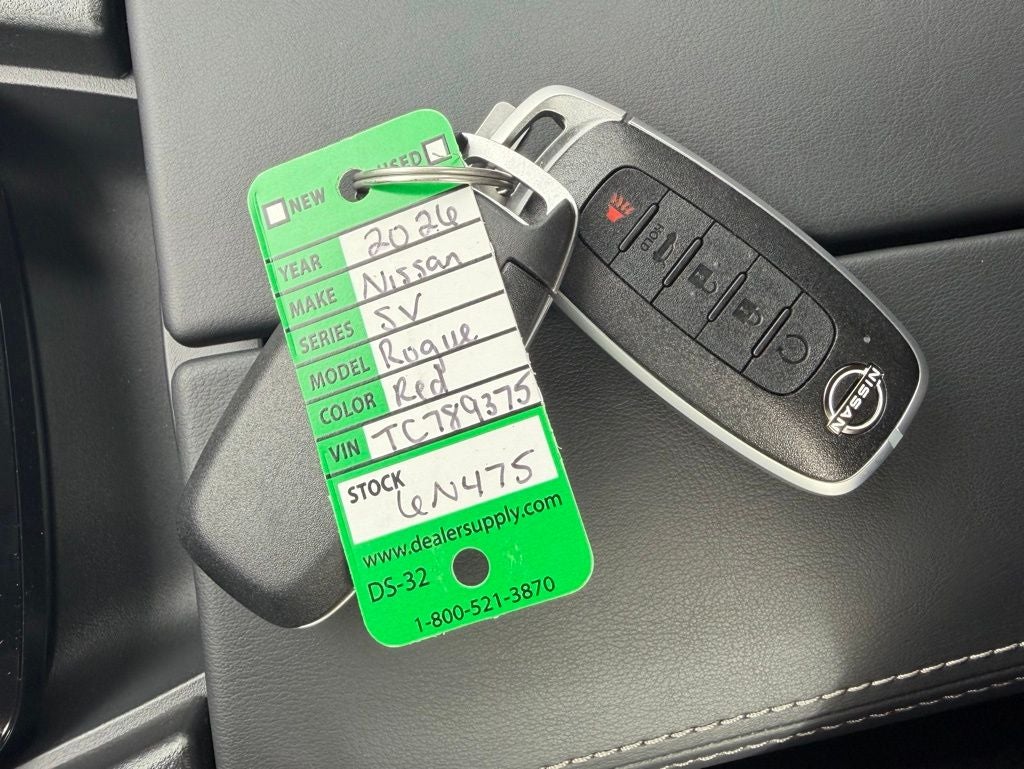 NEW
USED
YEAR 2026
MAKE Nissan
SERIES SV
MODEL Rogue
COLOR Red
VIN TC789375
STOCK 6N475
www.dealersupply.com
DS-32
1-800-521-3870
HOLD
NISSAN